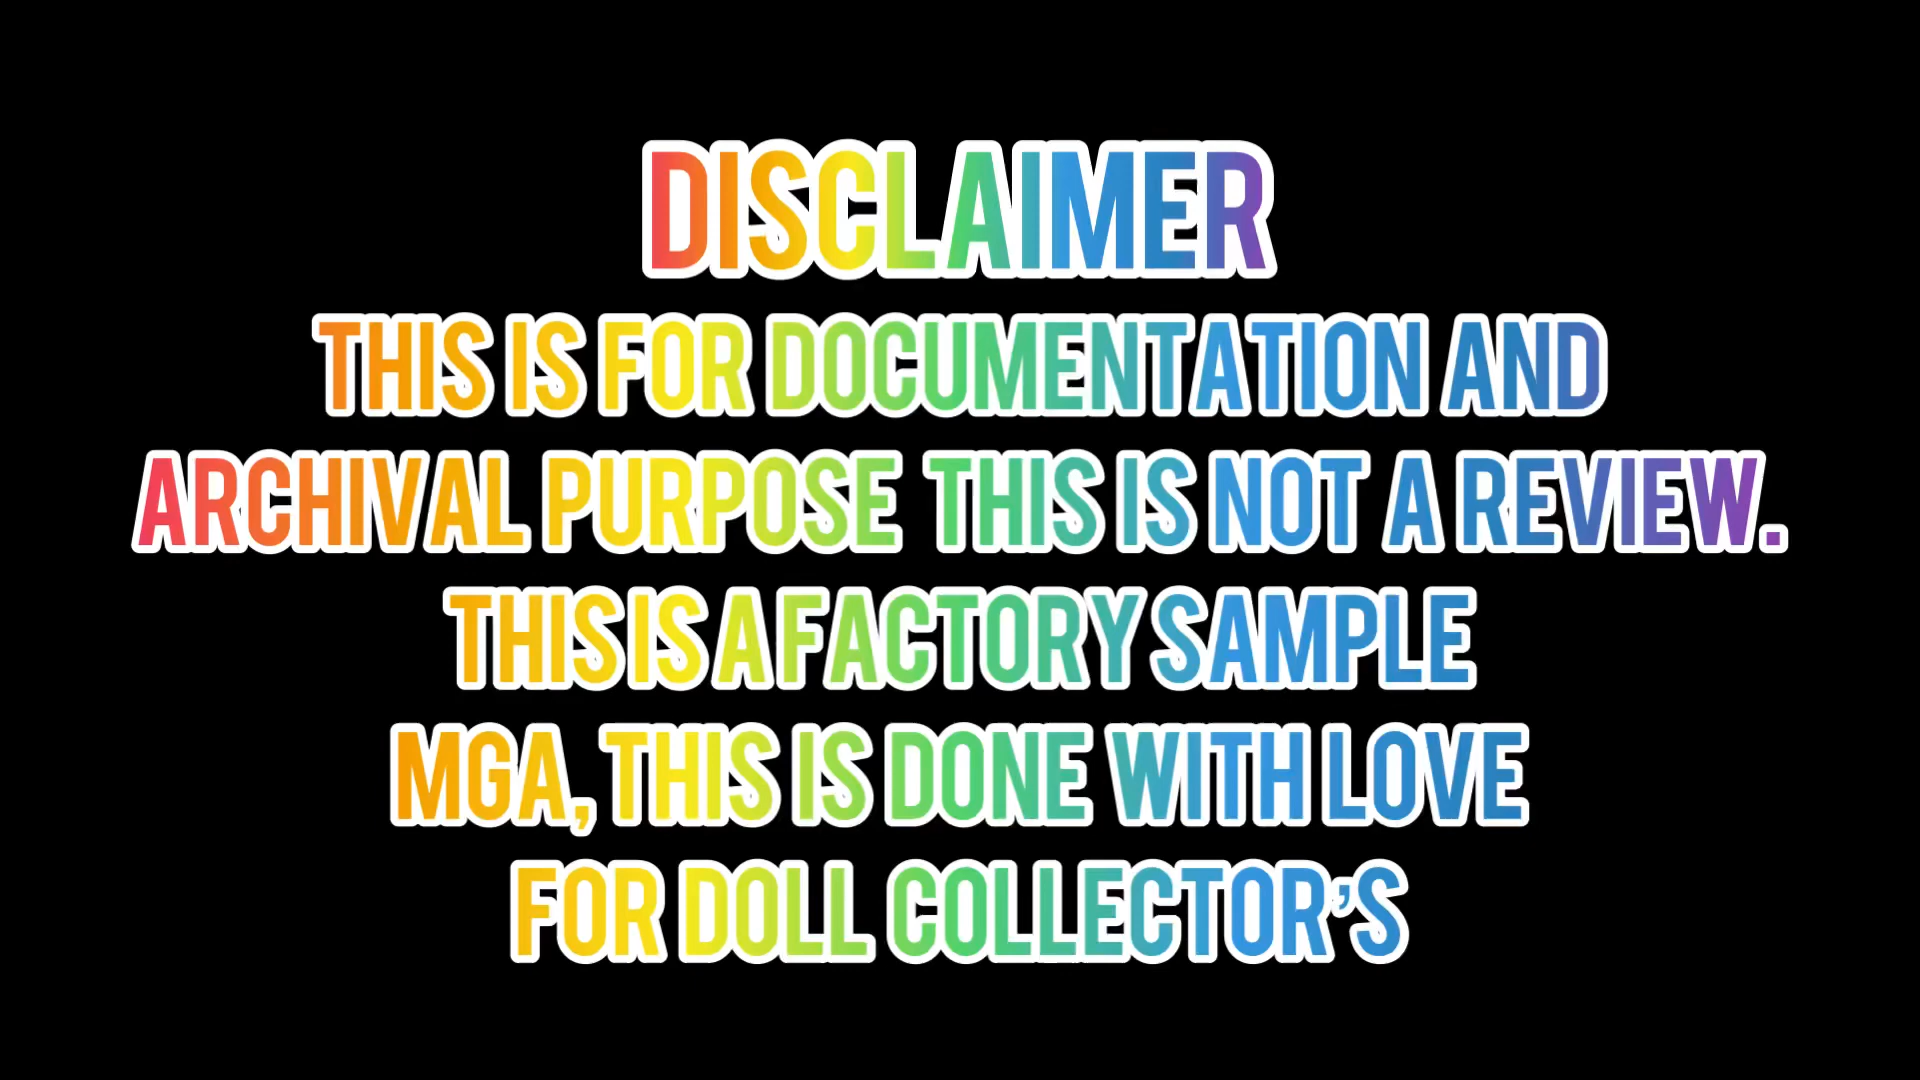 DISCLAIMER
THIS IS FOR DOCUMENTATION AND
ARCHIVAL PURPOSE THIS IS NOT A REVIEW.
THIS IS A FACTORY SAMPLE
MGA, THIS IS DONE WITH LOVE
FOR DOLL COLLECTOR’S